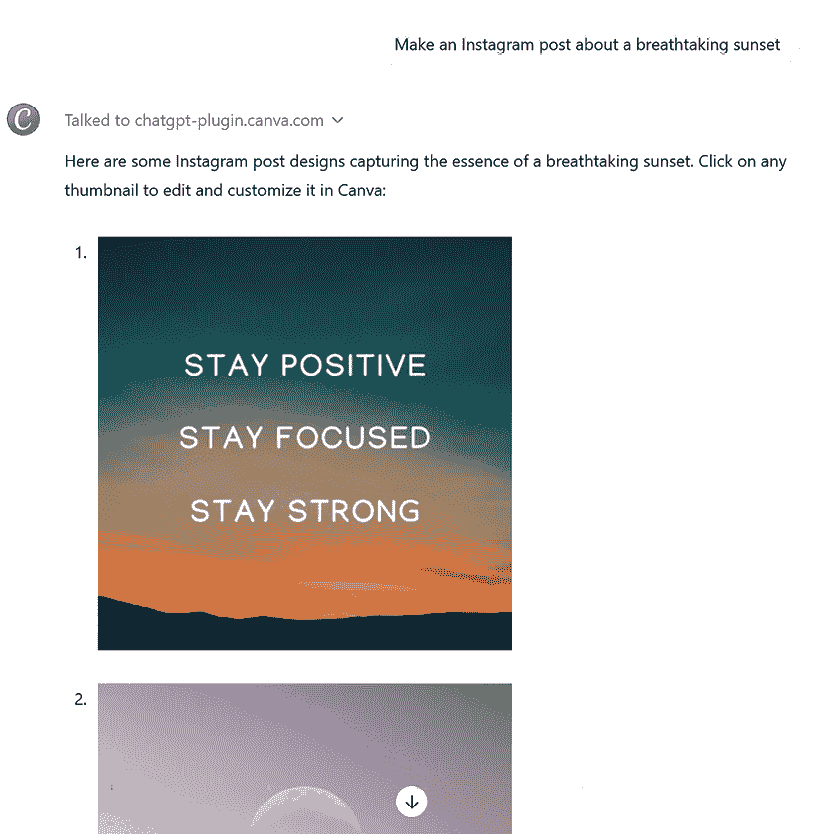 Make an Instagram post about a breathtaking sunset
C
Talked to chatgpt-plugin.canva.com
Here are some Instagram post designs capturing the essence of a breathtaking sunset. Click on any
thumbnail to edit and customize it in Canva:
1.
STAY POSITIVE
STAY FOCUSED
STAY STRONG
2.